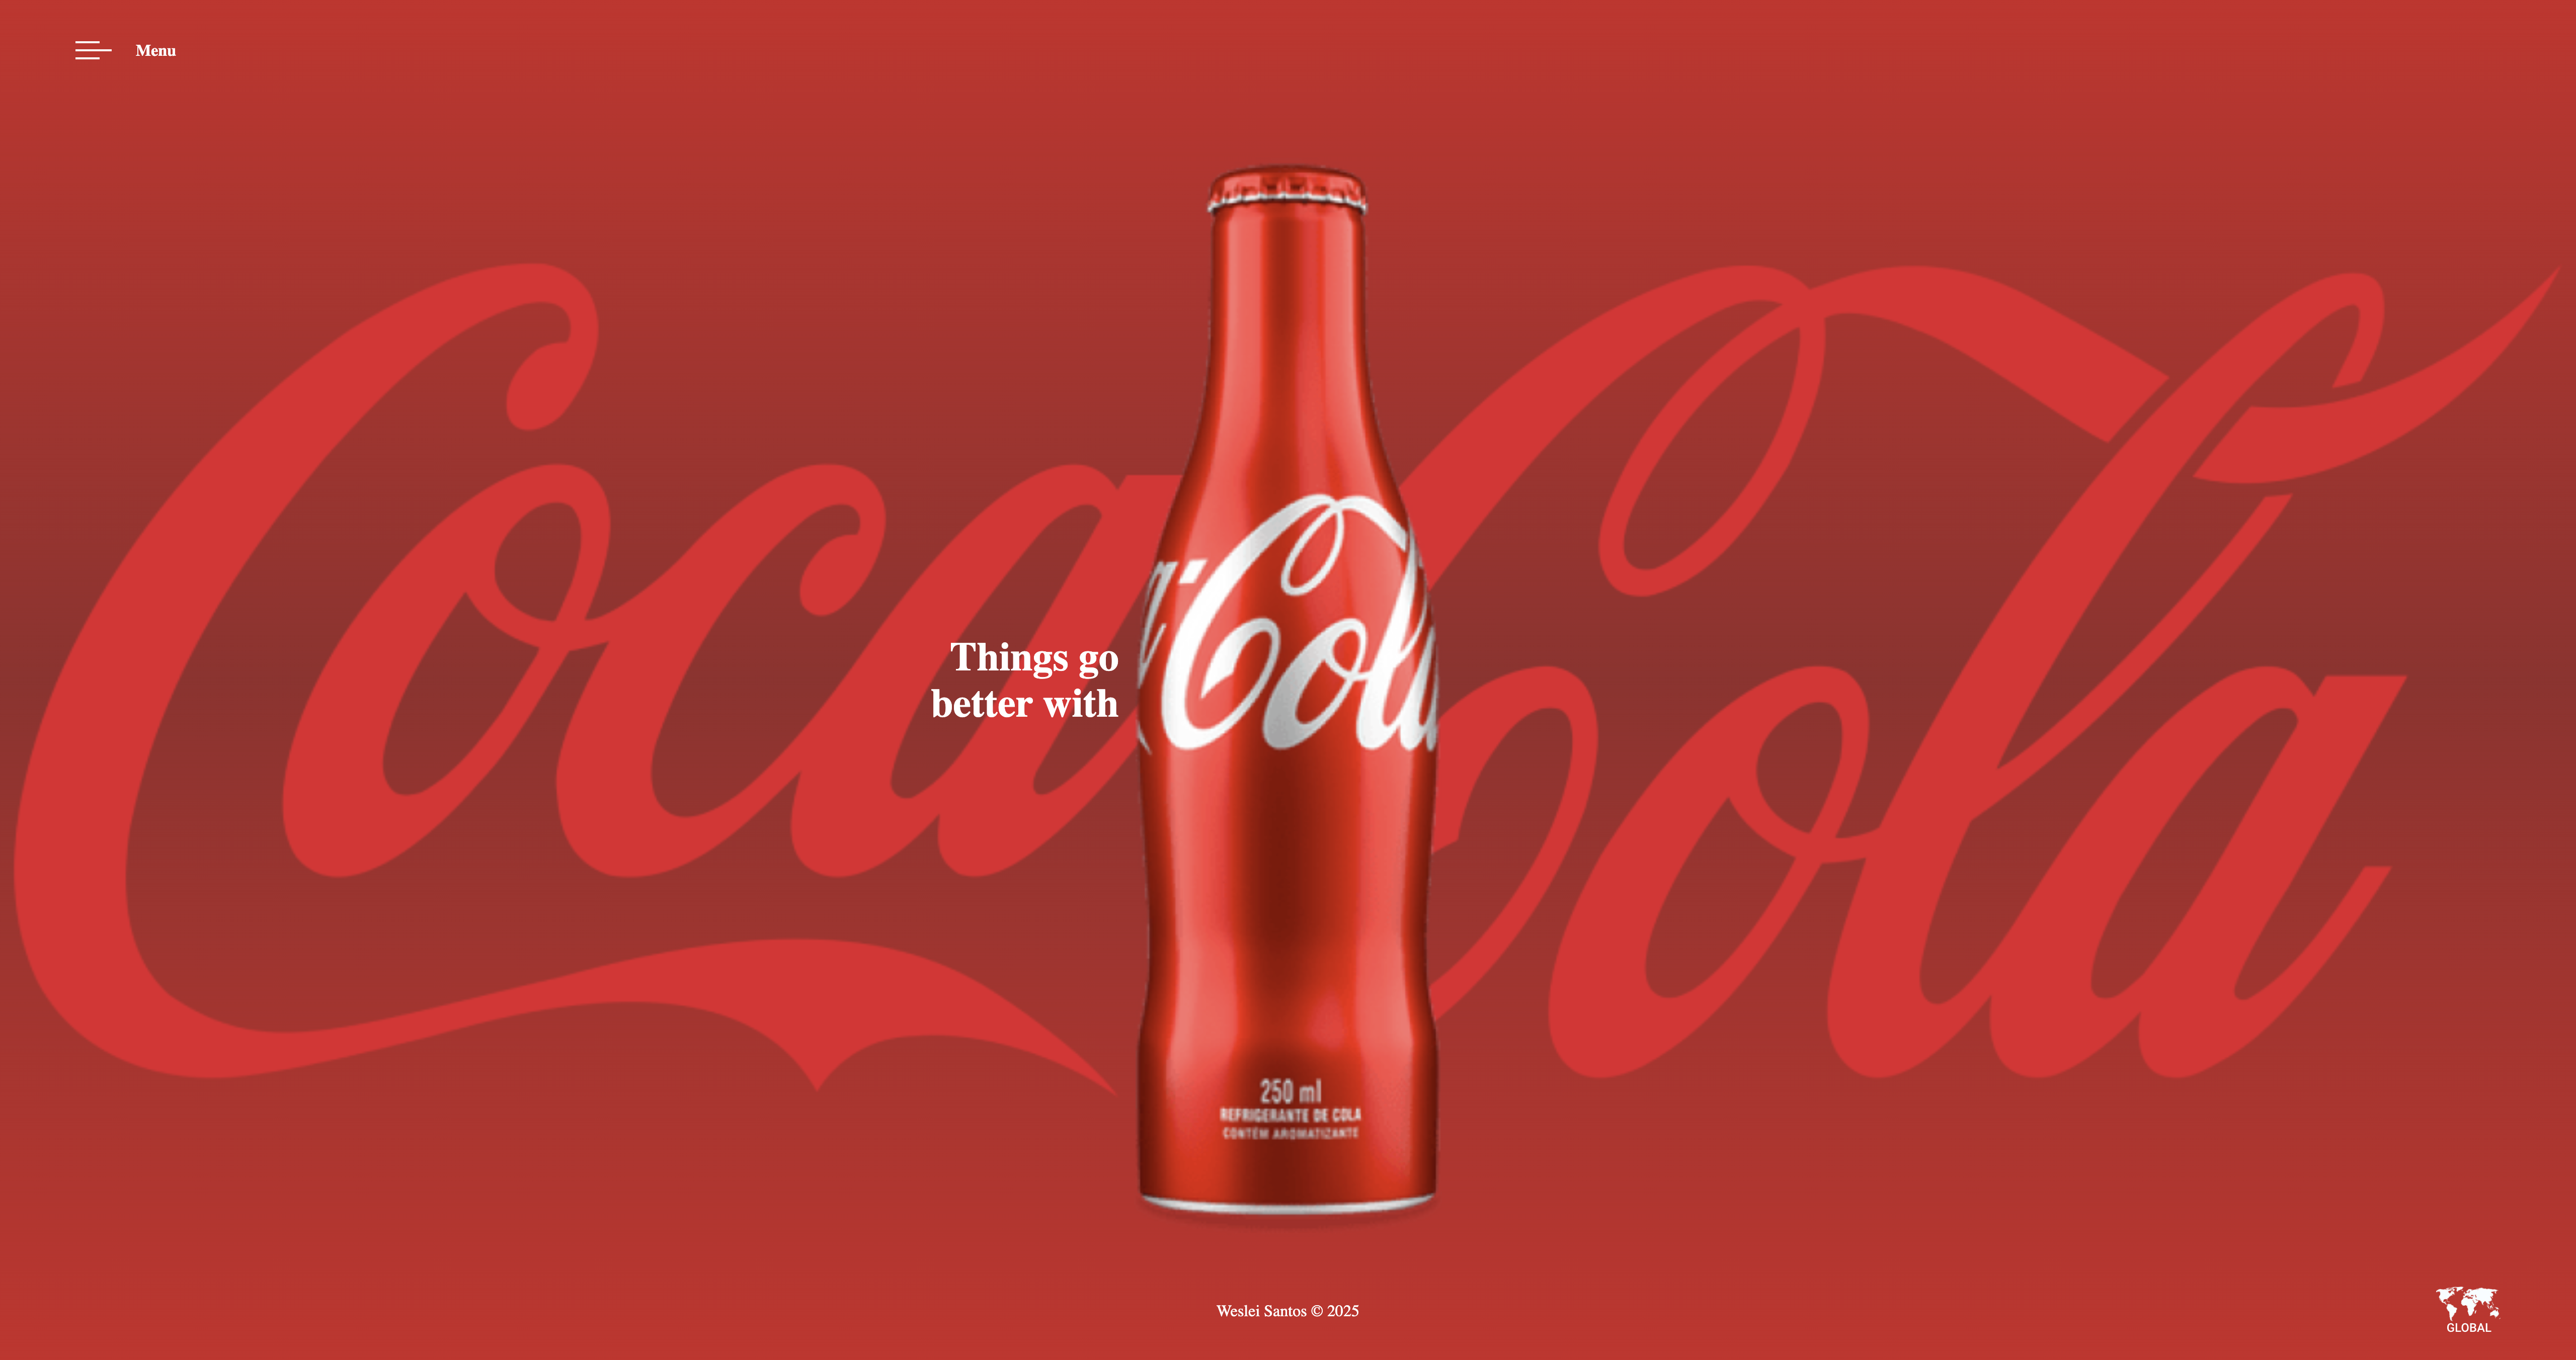 Menu
Coca-Cola
Things go
better with
a-Cola
250 ml
REFRIGERANTE DE COLA
CONTÉM AROMATIZANTE
Weslei Santos © 2025
GLOBAL